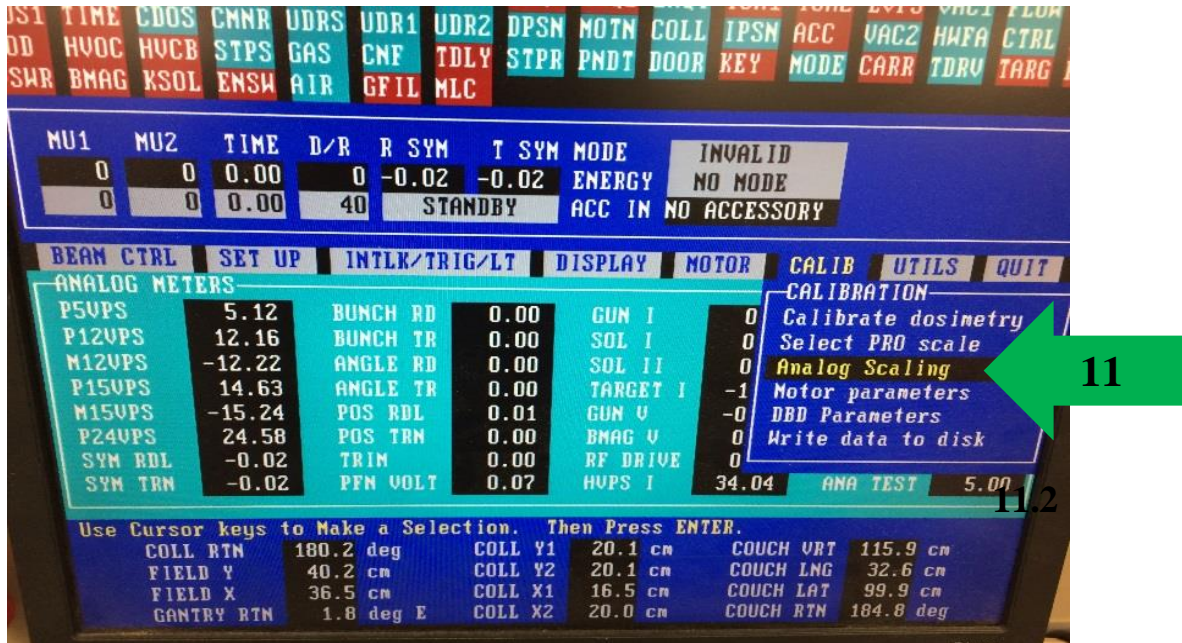 TIME CDOS CMNR UDRS UDR1 UDR2 DPSN MOTN COLL IPSN ACC VAC2 HWFA CTRL
HVOC HVCB STPS GAS CNF TDLY STPR PNDT DOOR KEY MODE CARR TDRV TARG
BMAG KSOL ENSW AIR GFIL MLC
MU1 MU2 TIME D/R R SYM T SYM MODE INVALID
0 0 0.00 0 -0.02 -0.02 ENERGY NO MODE
0 0 0.00 40 STANDBY ACC IN NO ACCESSORY
BEAM CTRL SET UP INTLK/TRIG/LT DISPLAY MOTOR CALIB UTILS QUIT
ANALOG METERS CALIBRATION
P5VPS 5.12 BUNCH RD 0.00 GUN I 0 Calibrate dosimetry
P12VPS 12.16 BUNCH TR 0.00 SOL I 0 Select PRO scale
M12VPS -12.22 ANGLE RD 0.00 SOL II 0 Analog Scaling 11
P15VPS 14.63 ANGLE TR 0.00 TARGET I -1 Motor parameters
M15VPS -15.24 POS RDL 0.01 GUN V -0 DBD Parameters
P24VPS 24.58 POS TRN 0.00 BMAG V 0 Write data to disk
SYM RDL -0.02 TRIM 0.00 RF DRIVE 0
SYM TRN -0.02 PFN VOLT 0.07 HVPS I 34.04 ANA TEST 5.00
11.2
Use Cursor keys to Make a Selection. Then Press ENTER.
COLL RTN 180.2 deg COLL Y1 20.1 cm COUCH VRT 115.9 cm
FIELD Y 40.2 cm COLL Y2 20.1 cm COUCH LNG 32.6 cm
FIELD X 36.5 cm COLL X1 16.5 cm COUCH LAT 99.9 cm
GANTRY RTN 1.8 deg E COLL X2 20.0 cm COUCH RTN 184.8 deg